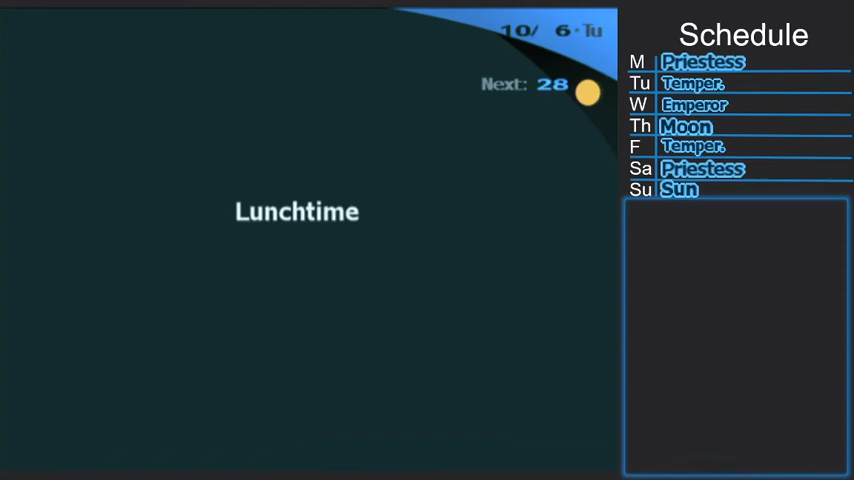 10/ 6·Tu
Next: 28
Lunchtime
Schedule
M Priestess
Tu Temper.
W Emperor
Th Moon
F Temper.
Sa Priestess
Su Sun